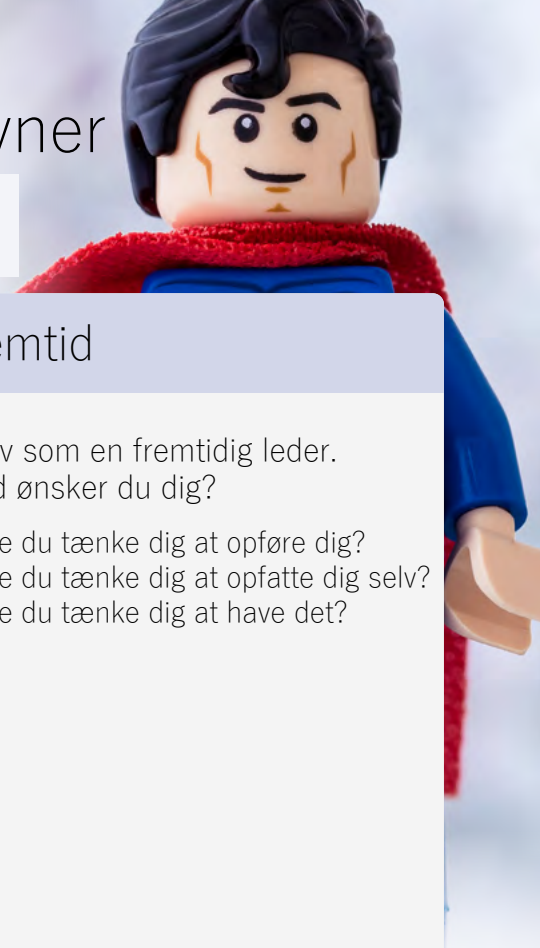 vner
emtid
v som en fremtidig leder.
d ønsker du dig?
e du tænke dig at opføre dig?
e du tænke dig at opfatte dig selv?
e du tænke dig at have det?